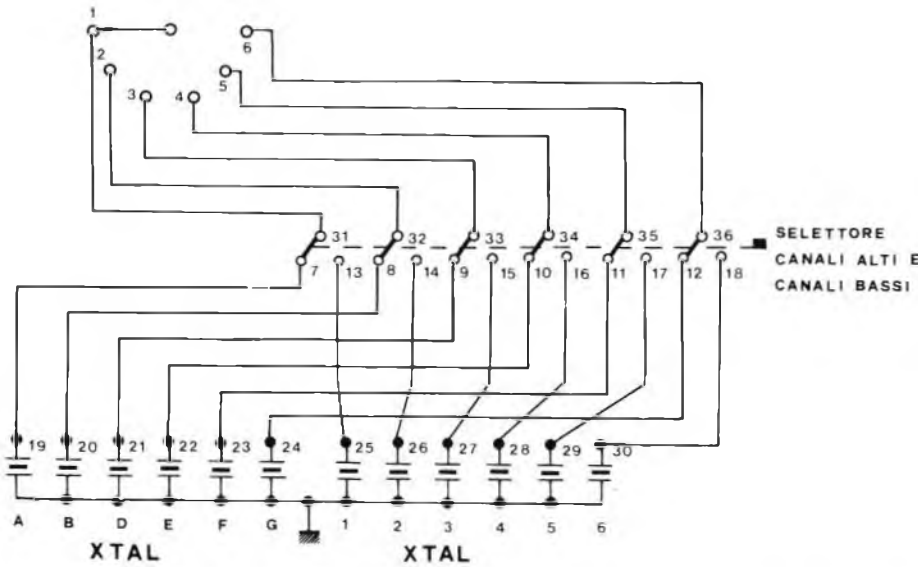 1
6
2
5
3 4
31 32 33 34 35 36
SELETTORE
7 13 8 14 9 15 10 16 11 17 12 18
CANALI ALTI E
CANALI BASSI
19 20 21 22 23 24 25 26 27 28 29 30
A B D E F G 1 2 3 4 5 6
XTAL XTAL